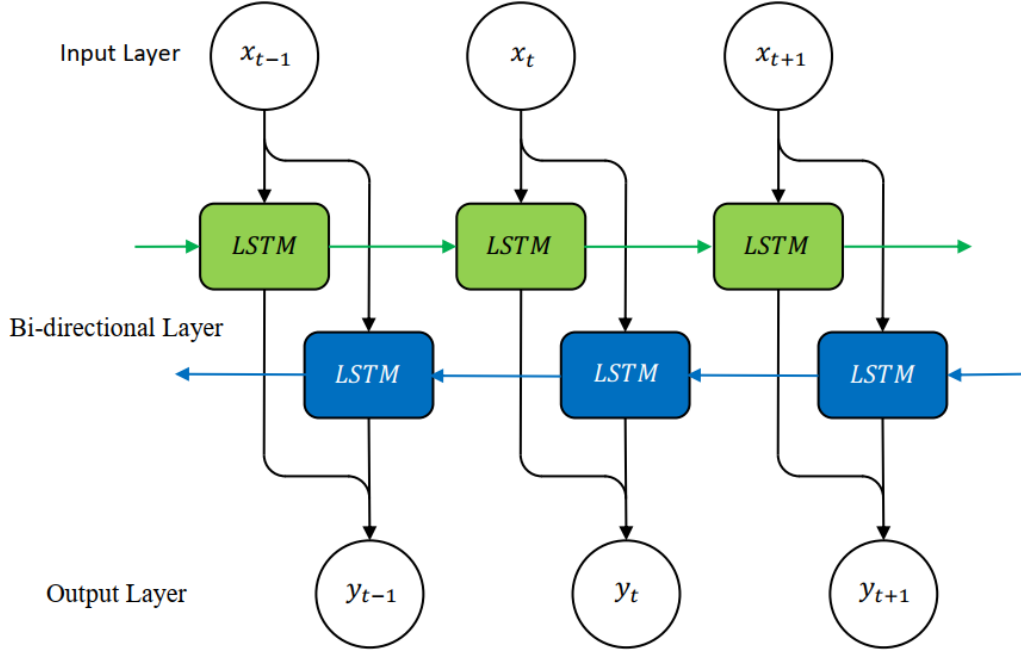 Input Layer
x_{t−1}
x_t
x_{t+1}
LSTM
LSTM
LSTM
Bi-directional Layer
LSTM
LSTM
LSTM
Output Layer
y_{t−1}
y_t
y_{t+1}